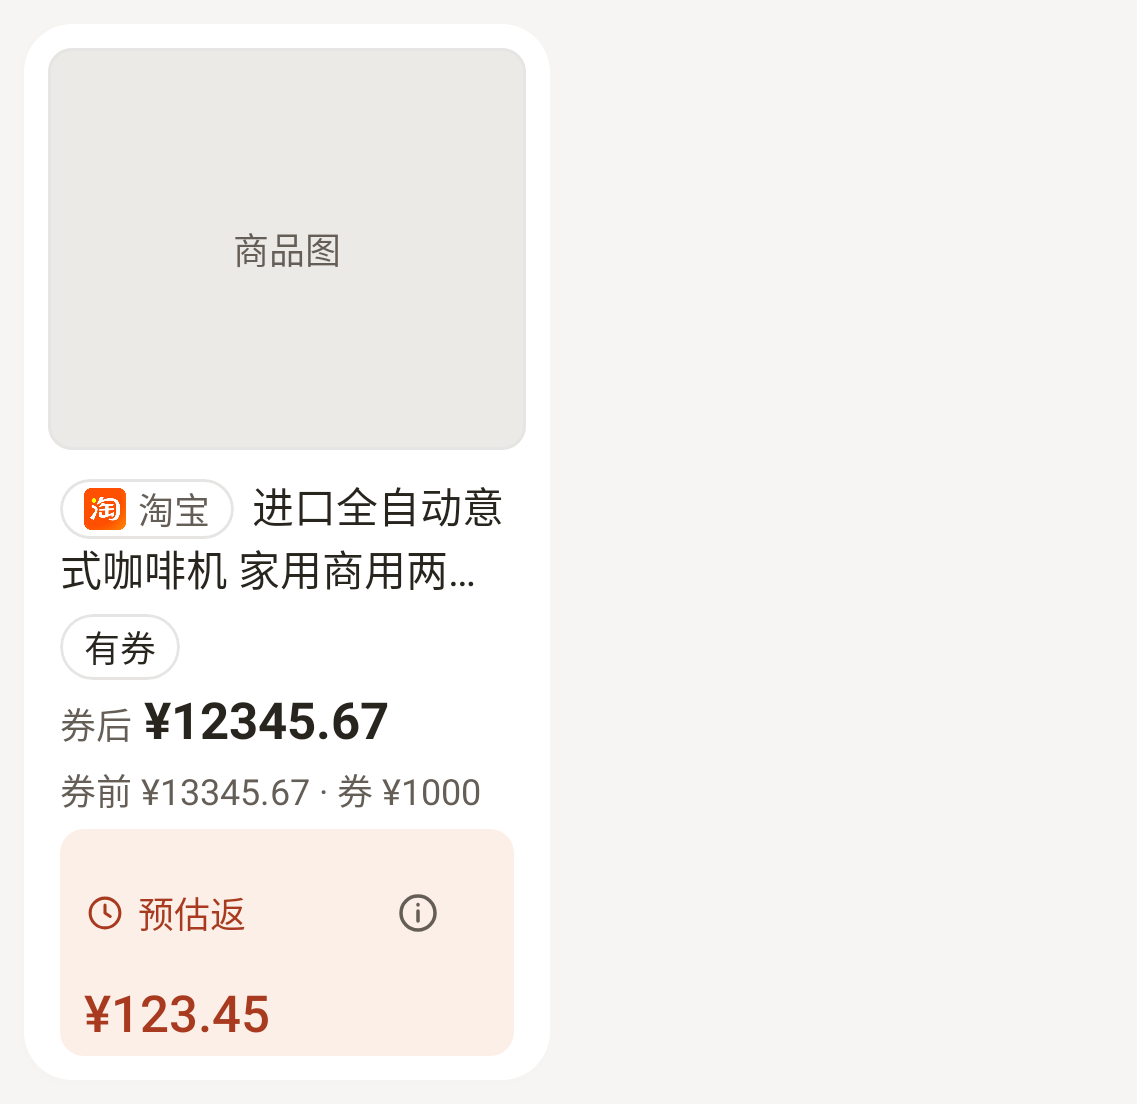 商品图
淘 淘宝 进口全自动意
式咖啡机 家用商用两...
有券
券后 ¥12345.67
券前 ¥13345.67 · 券 ¥1000
预估返
¥123.45